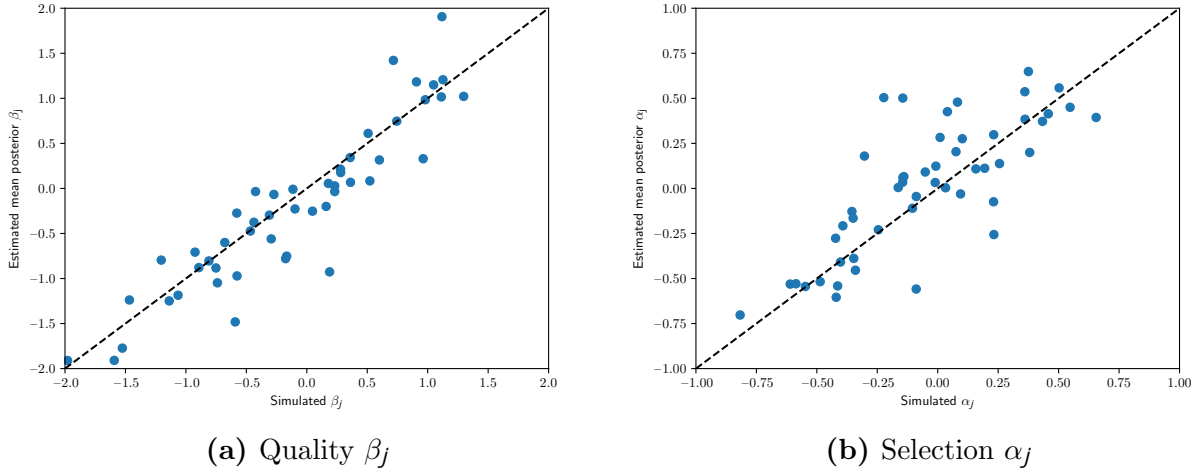 2.0
1.5
1.0
0.5
0.0
−0.5
−1.0
−1.5
−2.0
Estimated mean posterior βj
−2.0 −1.5 −1.0 −0.5 0.0 0.5 1.0 1.5 2.0
Simulated βj
(a) Quality βj
1.00
0.75
0.50
0.25
0.00
−0.25
−0.50
−0.75
−1.00
Estimated mean posterior αj
−1.00 −0.75 −0.50 −0.25 0.00 0.25 0.50 0.75 1.00
Simulated αj
(b) Selection αj